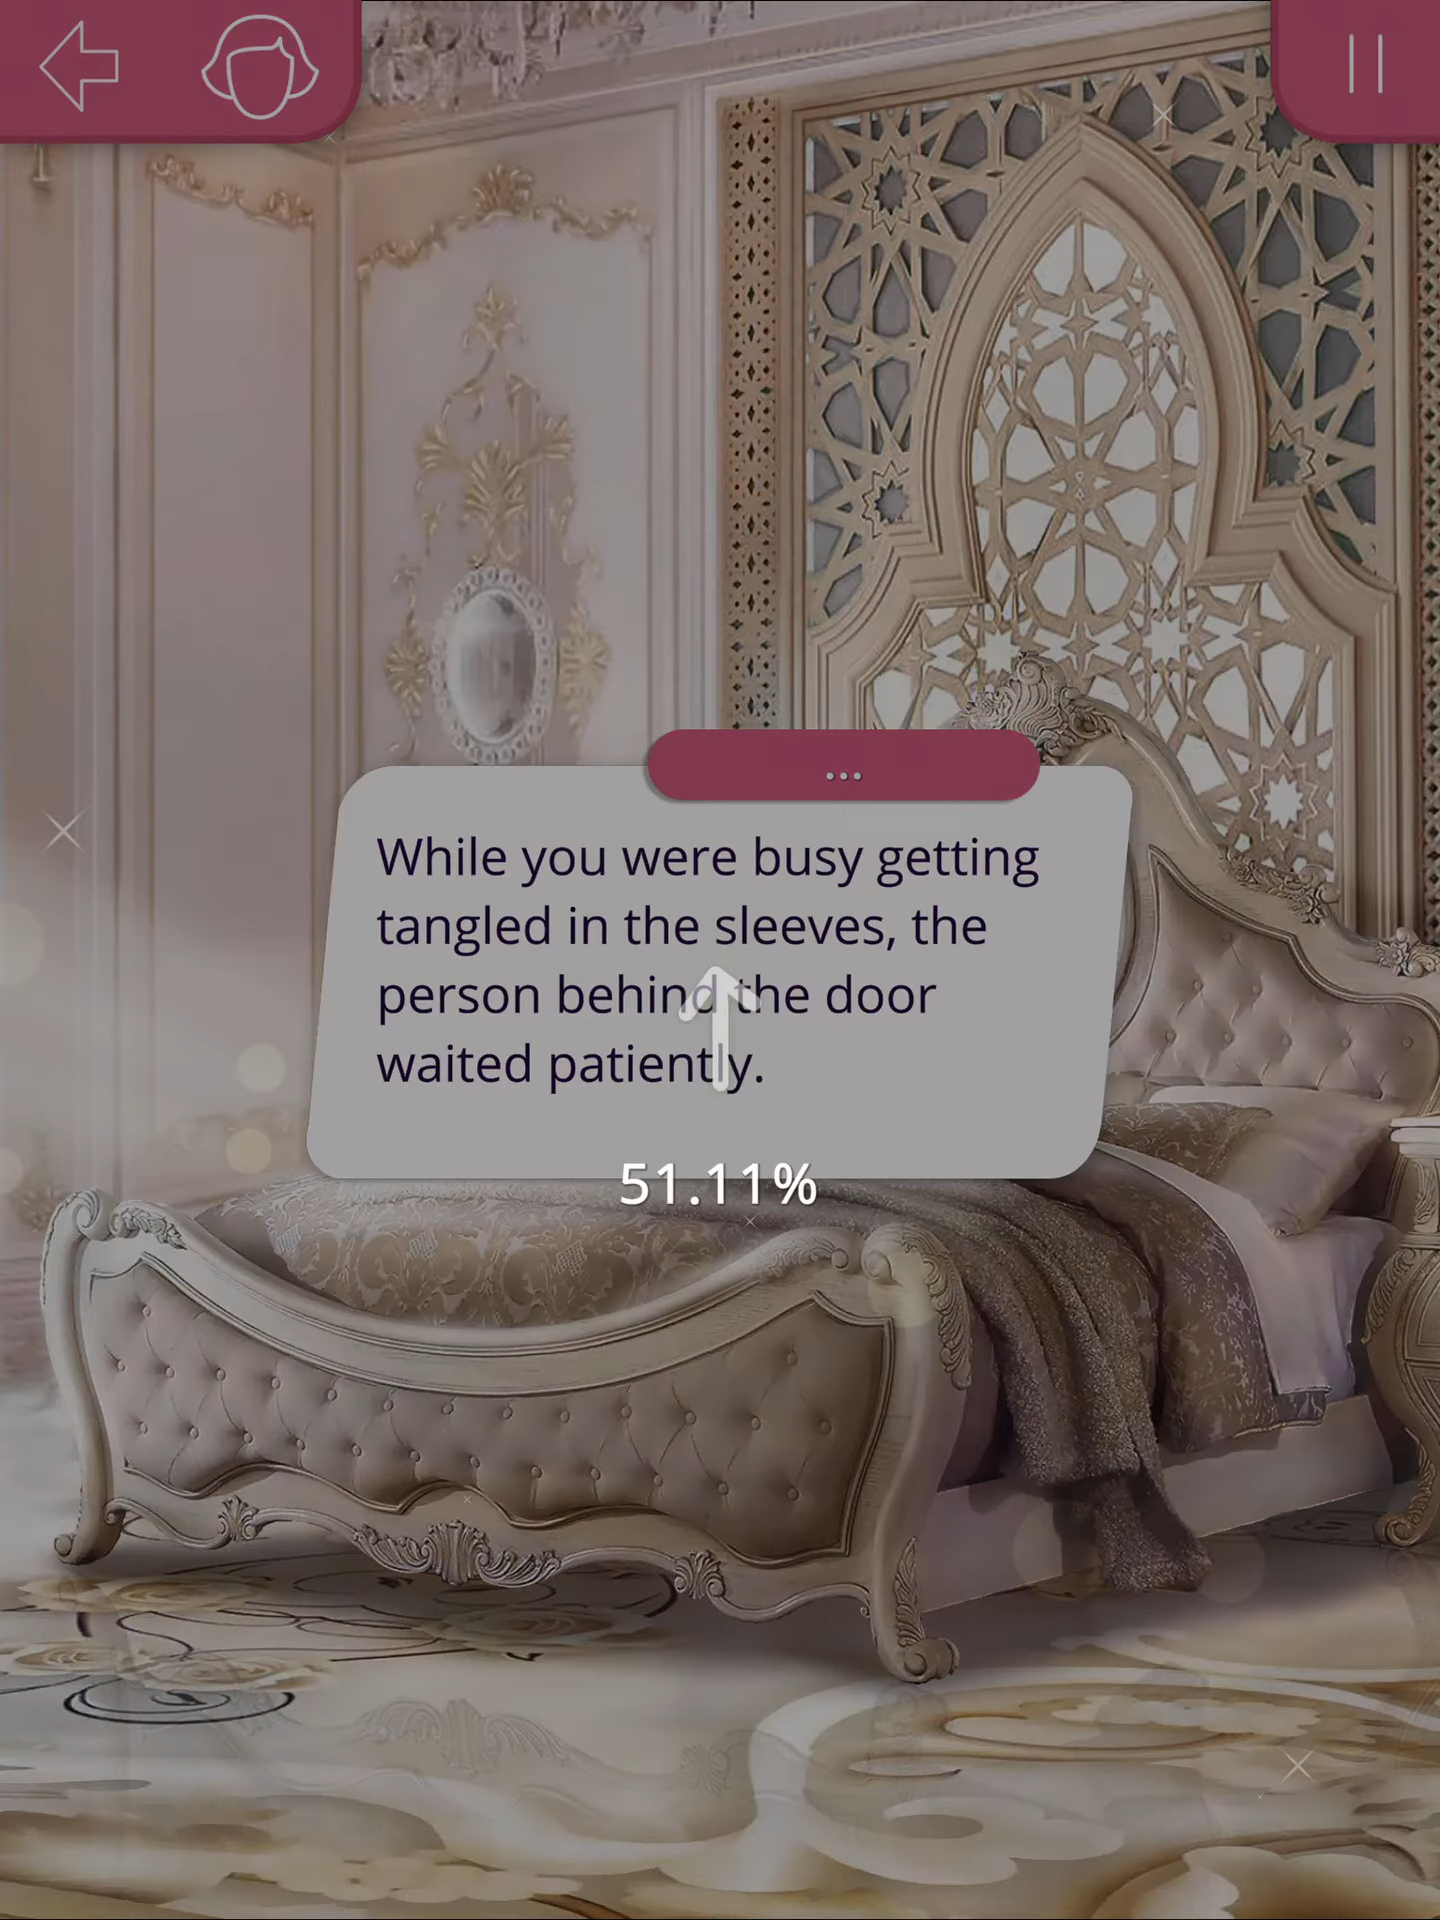 ...
While you were busy getting
tangled in the sleeves, the
person behind the door
waited patiently.
51.11%